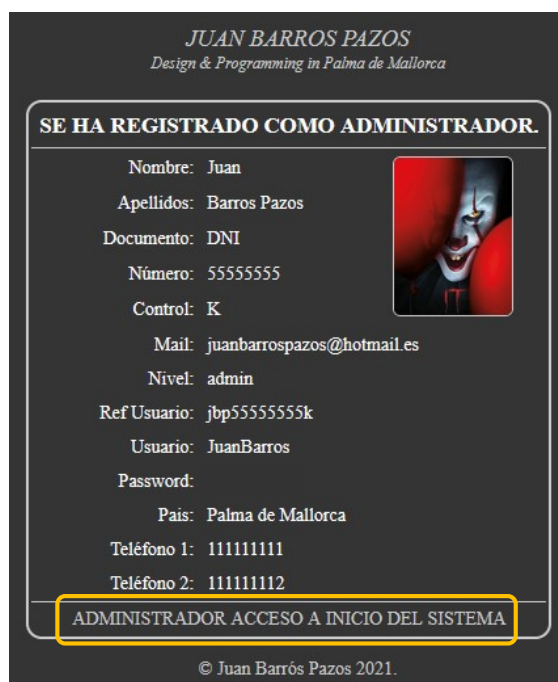 JUAN BARROS PAZOS
Design & Programming in Palma de Mallorca
SE HA REGISTRADO COMO ADMINISTRADOR.
Nombre: Juan
Apellidos: Barros Pazos
Documento: DNI
Número: 55555555
Control: K
Mail: juanbarrospazos@hotmail.es
Nivel: admin
Ref Usuario: jbp55555555k
Usuario: JuanBarros
Password:
Pais: Palma de Mallorca
Teléfono 1: 111111111
Teléfono 2: 111111112
ADMINISTRADOR ACCESO A INICIO DEL SISTEMA
© Juan Barrós Pazos 2021.